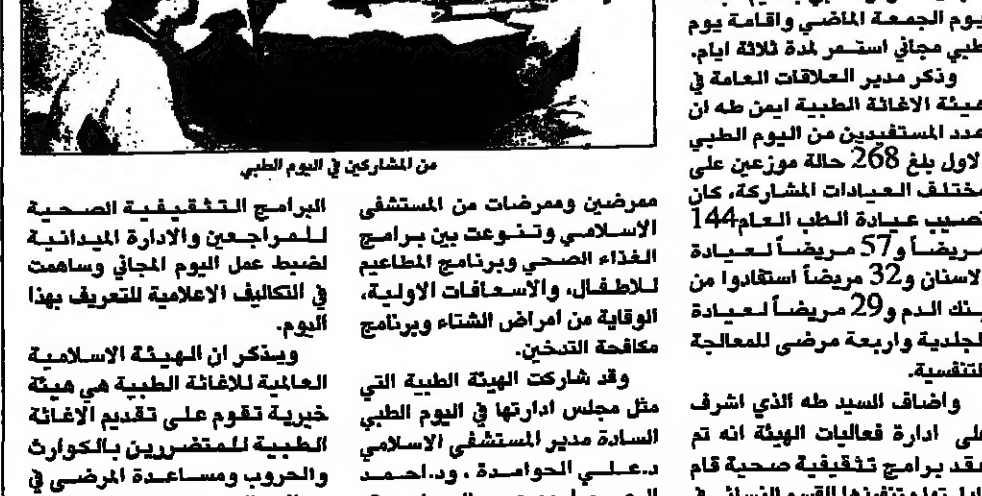 يوم الجمعة الماضي واقامة يوم
طبي مجاني استمر لمدة ثلاثة ايام.
وذكر مدير العلاقات العامة في
هيئة الاغاثة الطبية ايمن طه ان
عدد المستفيدين من اليوم الطبي
الاول بلغ 268 حالة موزعين على
مختلف العيادات المشاركة، كان
نصيب عيادة الطب العام 144
مريضاً و57 مريضاً لعيادة
الاسنان و32 مريضاً استفادوا من
بنك الدم و29 مريضاً لعيادة
الجلدية واربعة مرضى للمعالجة
التنفسية.
واضاف السيد طه الذي اشرف
على ادارة فعاليات الهيئة انه تم
عقد برامج تثقيفية صحية قام
من المشاركين في اليوم الطبي
ممرضين وممرضات من المستشفى
الاسلامي وتنوعت بين برامج
الغذاء الصحي وبرنامج المطاعيم
للاطفال، والاسعافات الاولية،
الوقاية من امراض الشتاء وبرنامج
مكافحة التدخين.
وقد شاركت الهيئة الطبية التي
مثل مجلس ادارتها في اليوم الطبي
السادة مدير المستشفى الاسلامي
د.علي الحوامدة ، ود.احمد
البرامج التثقيفية الصحية
للمراجعين والادارة الميدانية
لضبط عمل اليوم المجاني وساهمت
في التكاليف الاعلامية للتعريف بهذا
اليوم.
ويذكر ان الهيئة الاسلامية
العالمية للاغاثة الطبية هي هيئة
خيرية تقوم على تقديم الاغاثة
الطبية للمتضررين بالكوارث
والحروب ومساعدة المرضى في